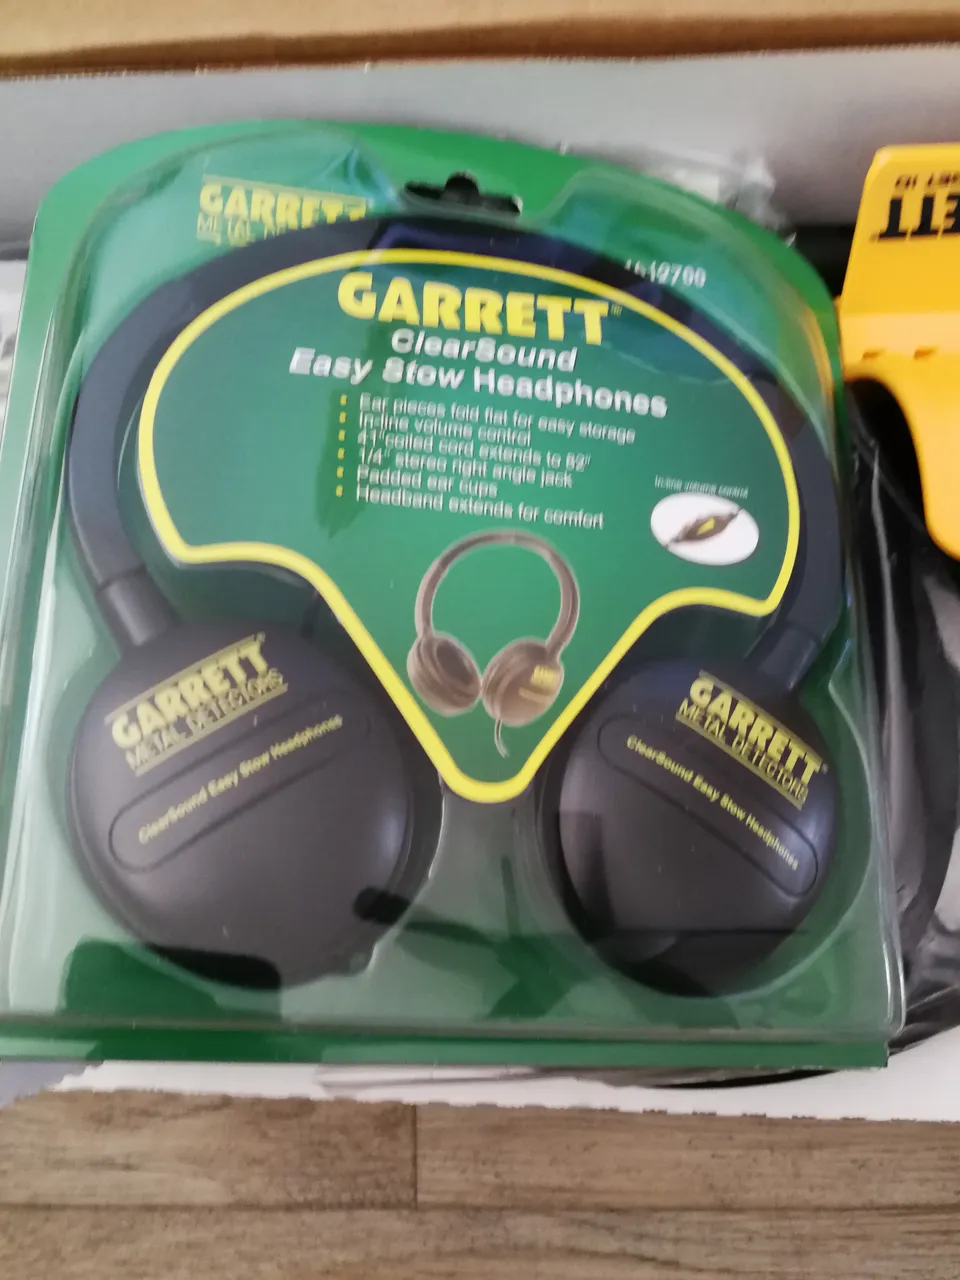 GARRETT
METAL DETE
1612700
GARRETT™
ClearSound
Easy Stow Headphones
Ear pieces fold flat for easy storage
In-line volume control
41" coiled cord extends to 82"
1/4" stereo right angle jack
Padded ear cups
Headband extends for comfort
In-line volume control
GARRETT®
METAL DETECTORS
ClearSound Easy Stow Headphones
GARRETT®
METAL DETECTORS
ClearSound Easy Stow Headphones